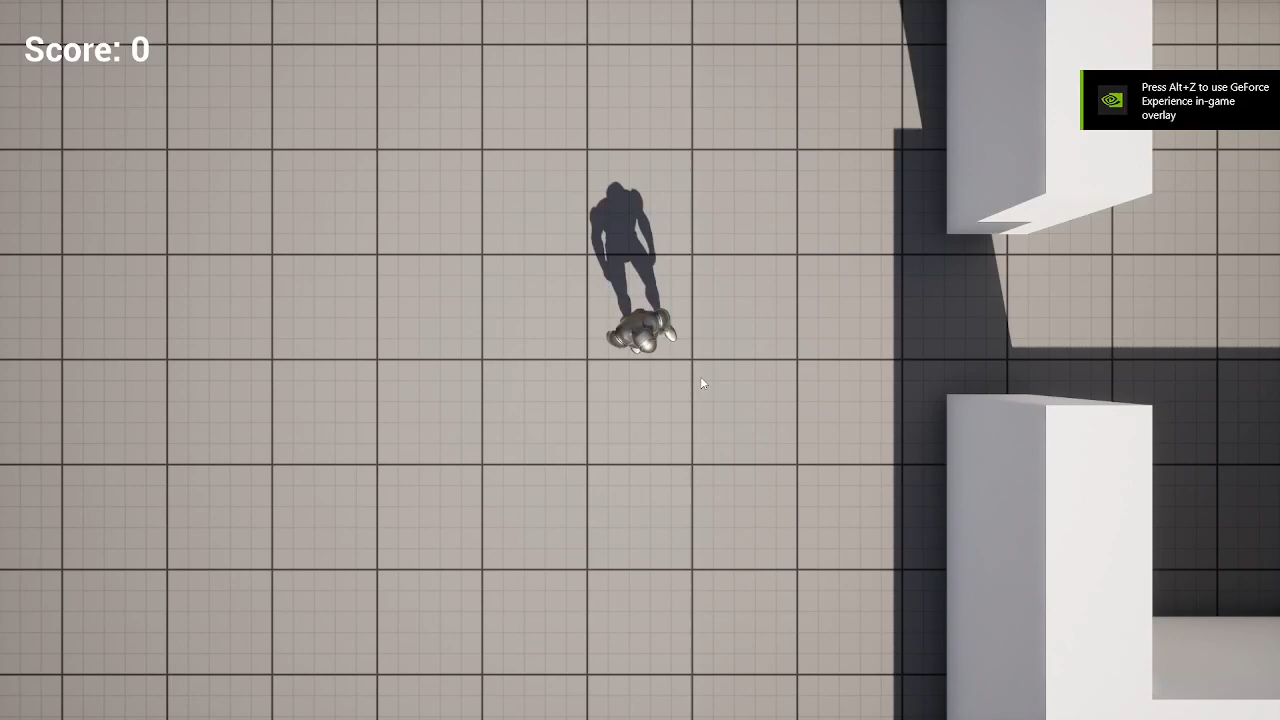 Score: 0
Press Alt+Z to use GeForce
Experience in-game
overlay